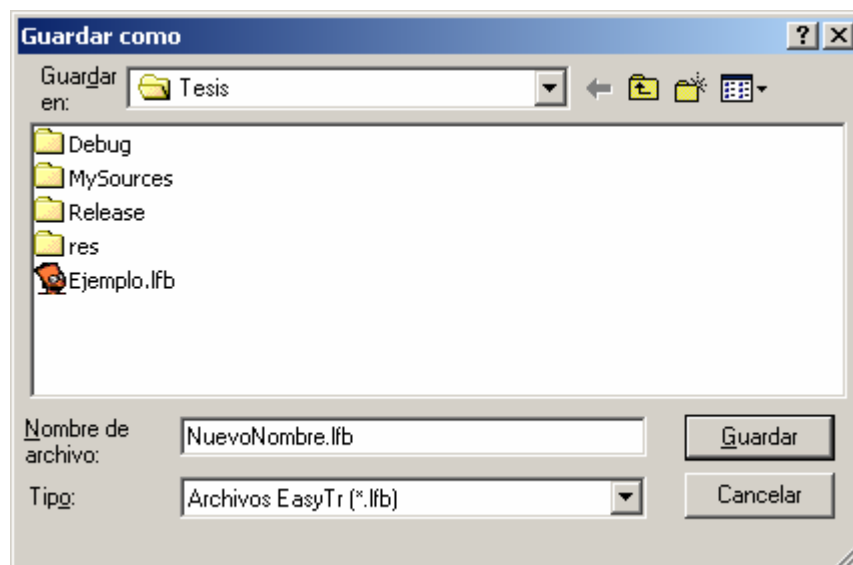 Guardar como
Guardar
en:
Tesis
Debug
MySources
Release
res
Ejemplo.lfb
Nombre de
archivo:
NuevoNombre.lfb
Guardar
Tipo:
Archivos EasyTr (*.lfb)
Cancelar